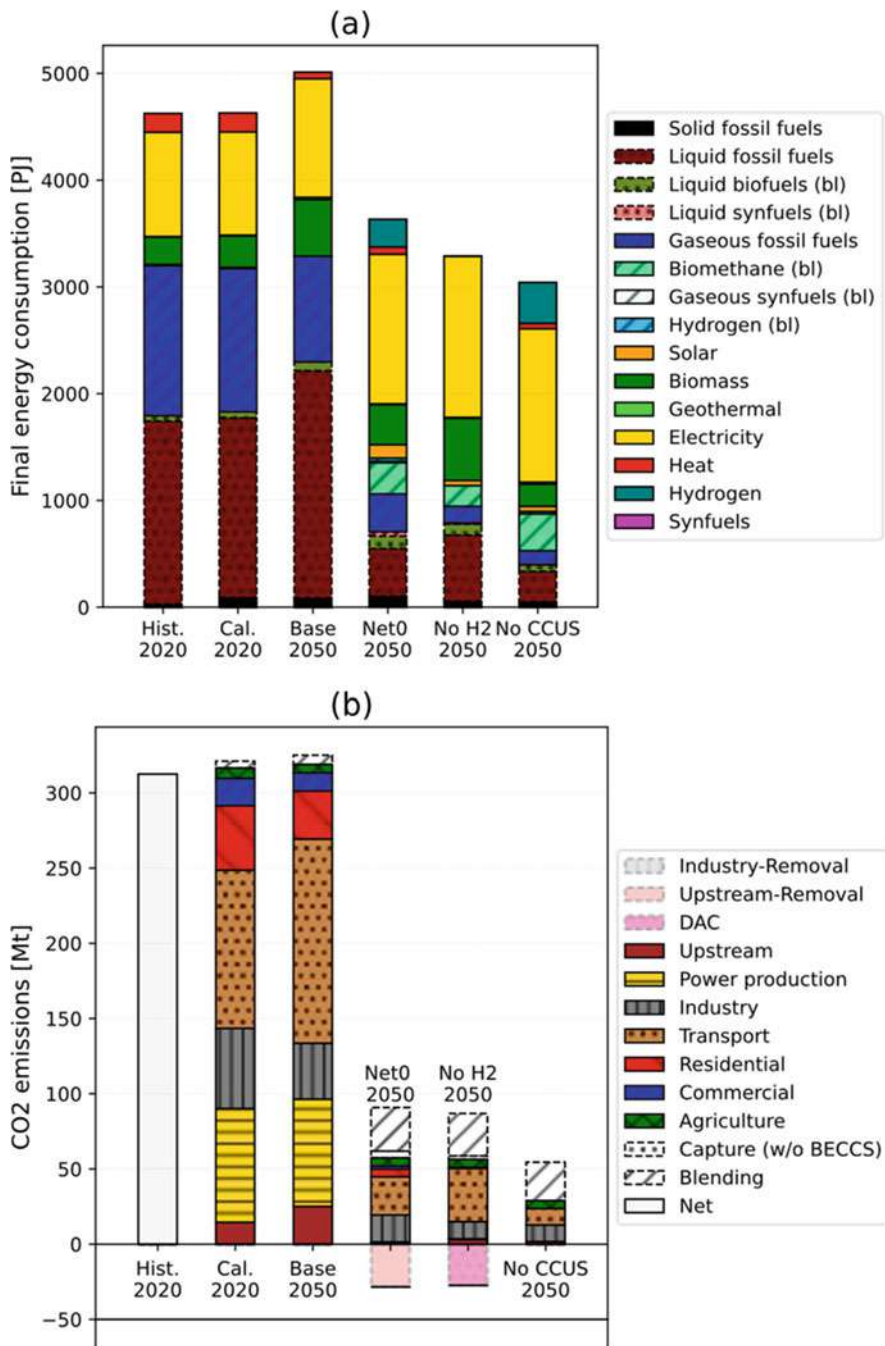 (a)
Final energy consumption [PJ]
5000
4000
3000
2000
1000
0
Hist.
2020
Cal.
2020
Base
2050
Net0
2050
No H2
2050
No CCUS
2050
Solid fossil fuels
Liquid fossil fuels
Liquid biofuels (bl)
Liquid synfuels (bl)
Gaseous fossil fuels
Biomethane (bl)
Gaseous synfuels (bl)
Hydrogen (bl)
Solar
Biomass
Geothermal
Electricity
Heat
Hydrogen
Synfuels
(b)
CO2 emissions [Mt]
300
250
200
150
100
50
0
−50
Hist.
2020
Cal.
2020
Base
2050
Net0
2050
No H2
2050
No CCUS
2050
Industry-Removal
Upstream-Removal
DAC
Upstream
Power production
Industry
Transport
Residential
Commercial
Agriculture
Capture (w/o BECCS)
Blending
Net